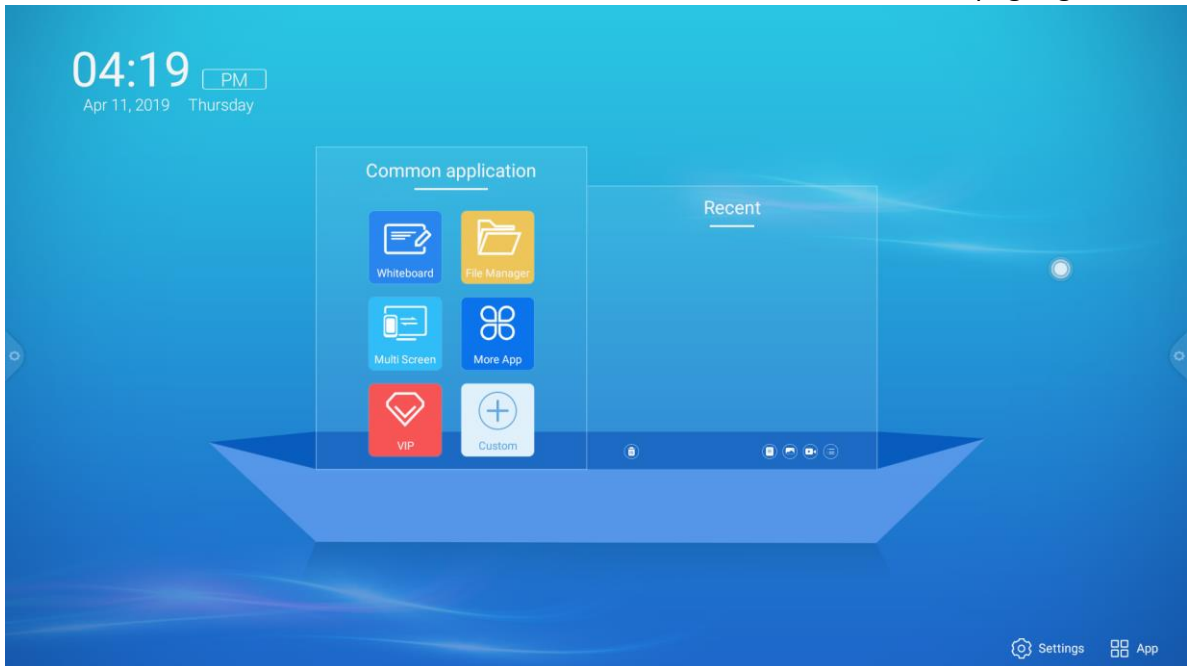 04:19 PM
Apr 11, 2019 Thursday
Common application
Recent
Whiteboard File Manager
Multi Screen More App
VIP Custom
Settings App